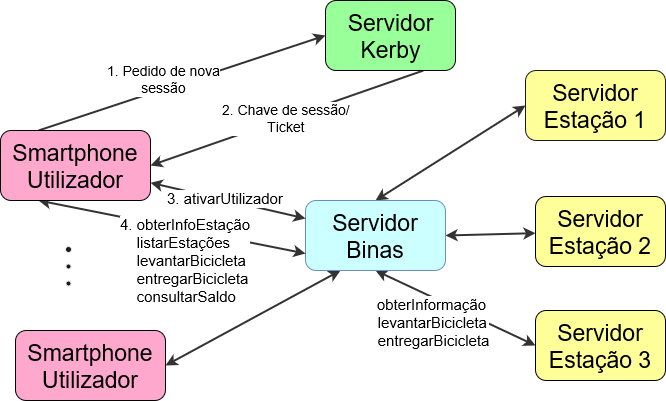 Servidor
Kerby
1. Pedido de nova
sessão
2. Chave de sessão/
Ticket
Servidor
Estação 1
Smartphone
Utilizador
3. ativarUtilizador
4. obterInfoEstação
listarEstações
levantarBicicleta
entregarBicicleta
consultarSaldo
Servidor
Binas
Servidor
Estação 2
obterInformação
levantarBicicleta
entregarBicicleta
Servidor
Estação 3
Smartphone
Utilizador